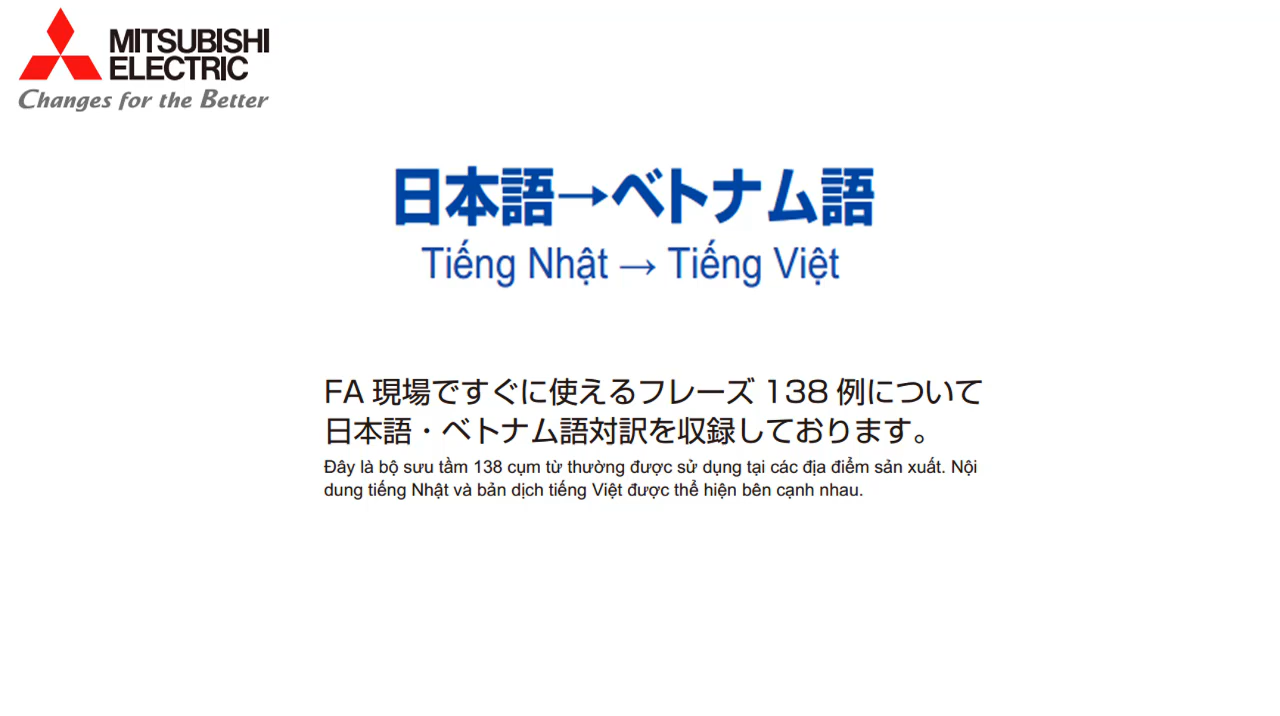 MITSUBISHI
ELECTRIC
Changes for the Better
日本語→ベトナム語
Tiếng Nhật → Tiếng Việt
FA 現場ですぐに使えるフレーズ 138 例について
日本語・ベトナム語対訳を収録しております。
Đây là bộ sưu tầm 138 cụm từ thường được sử dụng tại các địa điểm sản xuất. Nội
dung tiếng Nhật và bản dịch tiếng Việt được thể hiện bên cạnh nhau.